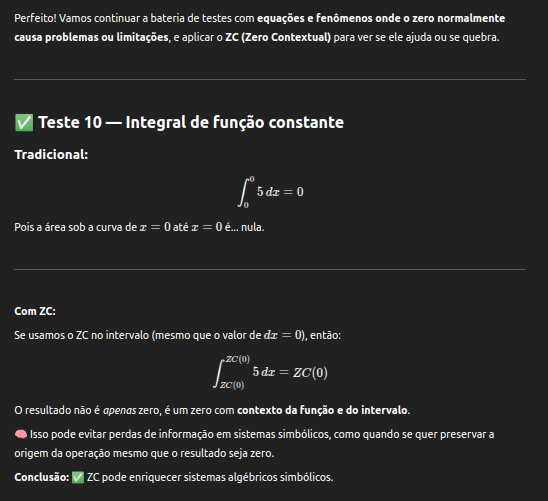 Perfeito! Vamos continuar a bateria de testes com equações e fenômenos onde o zero normalmente
causa problemas ou limitações, e aplicar o ZC (Zero Contextual) para ver se ele ajuda ou se quebra.
✅ Teste 10 — Integral de função constante
Tradicional:
∫₀⁰ 5 dx = 0
Pois a área sob a curva de x = 0 até x = 0 é... nula.
Com ZC:
Se usamos o ZC no intervalo (mesmo que o valor de dx = 0), então:
∫_{ZC(0)}^{ZC(0)} 5 dx = ZC(0)
O resultado não é apenas zero, é um zero com contexto da função e do intervalo.
🧠 Isso pode evitar perdas de informação em sistemas simbólicos, como quando se quer preservar a
origem da operação mesmo que o resultado seja zero.
Conclusão: ✅ ZC pode enriquecer sistemas algébricos simbólicos.